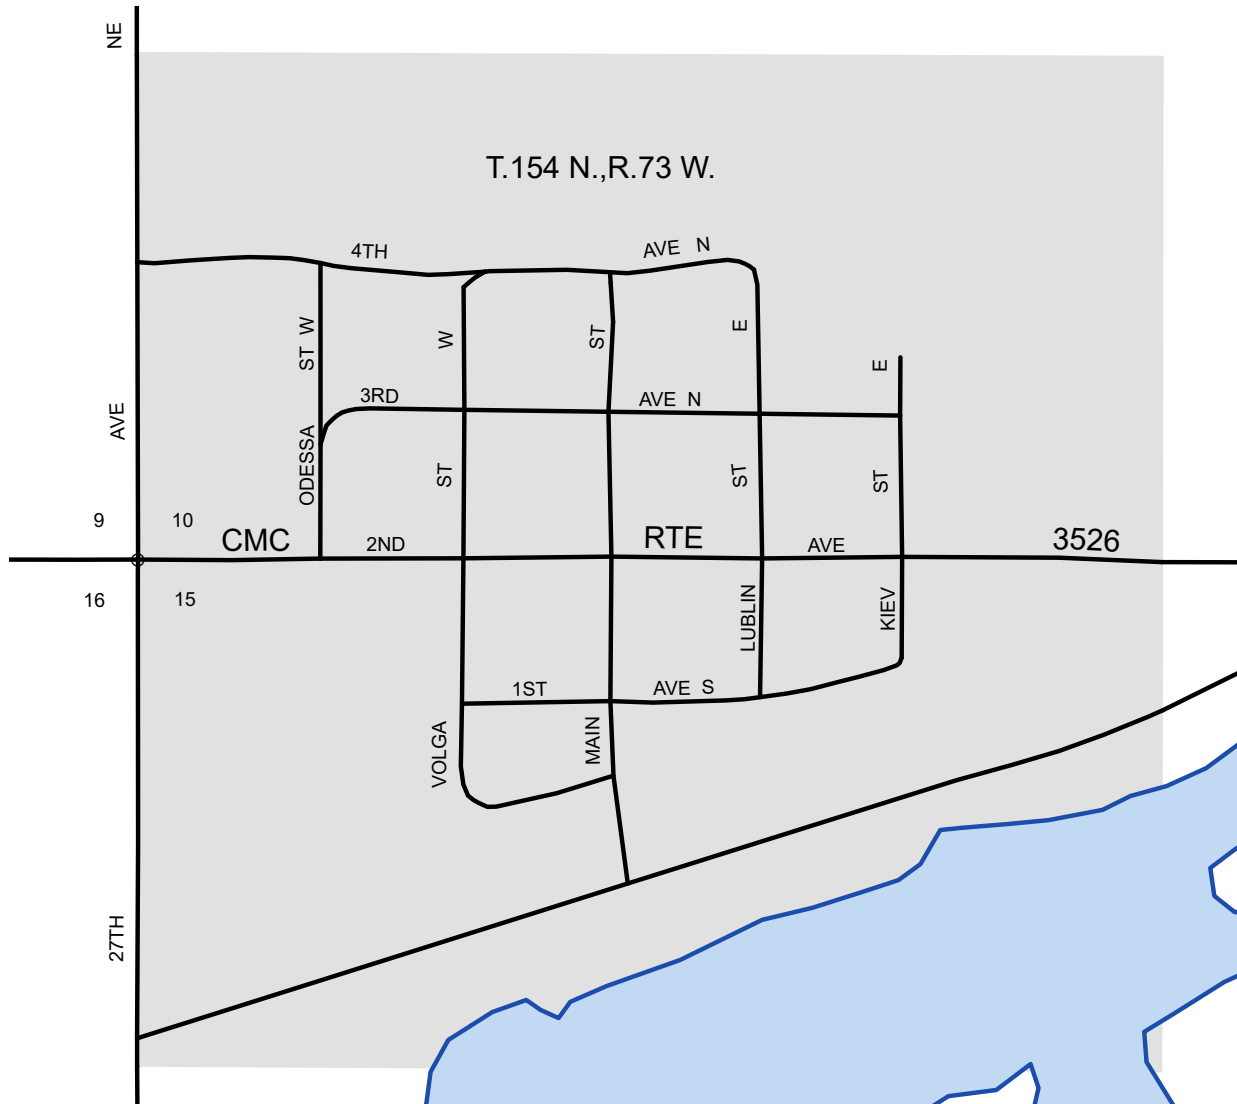 NE
T.154 N.,R.73 W.
4TH AVE N
ST W
W
ST
E
E
3RD AVE N
AVE
ODESSA
ST
ST
ST
9 10
CMC 2ND RTE AVE 3526
16 15
LUBLIN
KIEV
1ST AVE S
VOLGA
MAIN
27TH